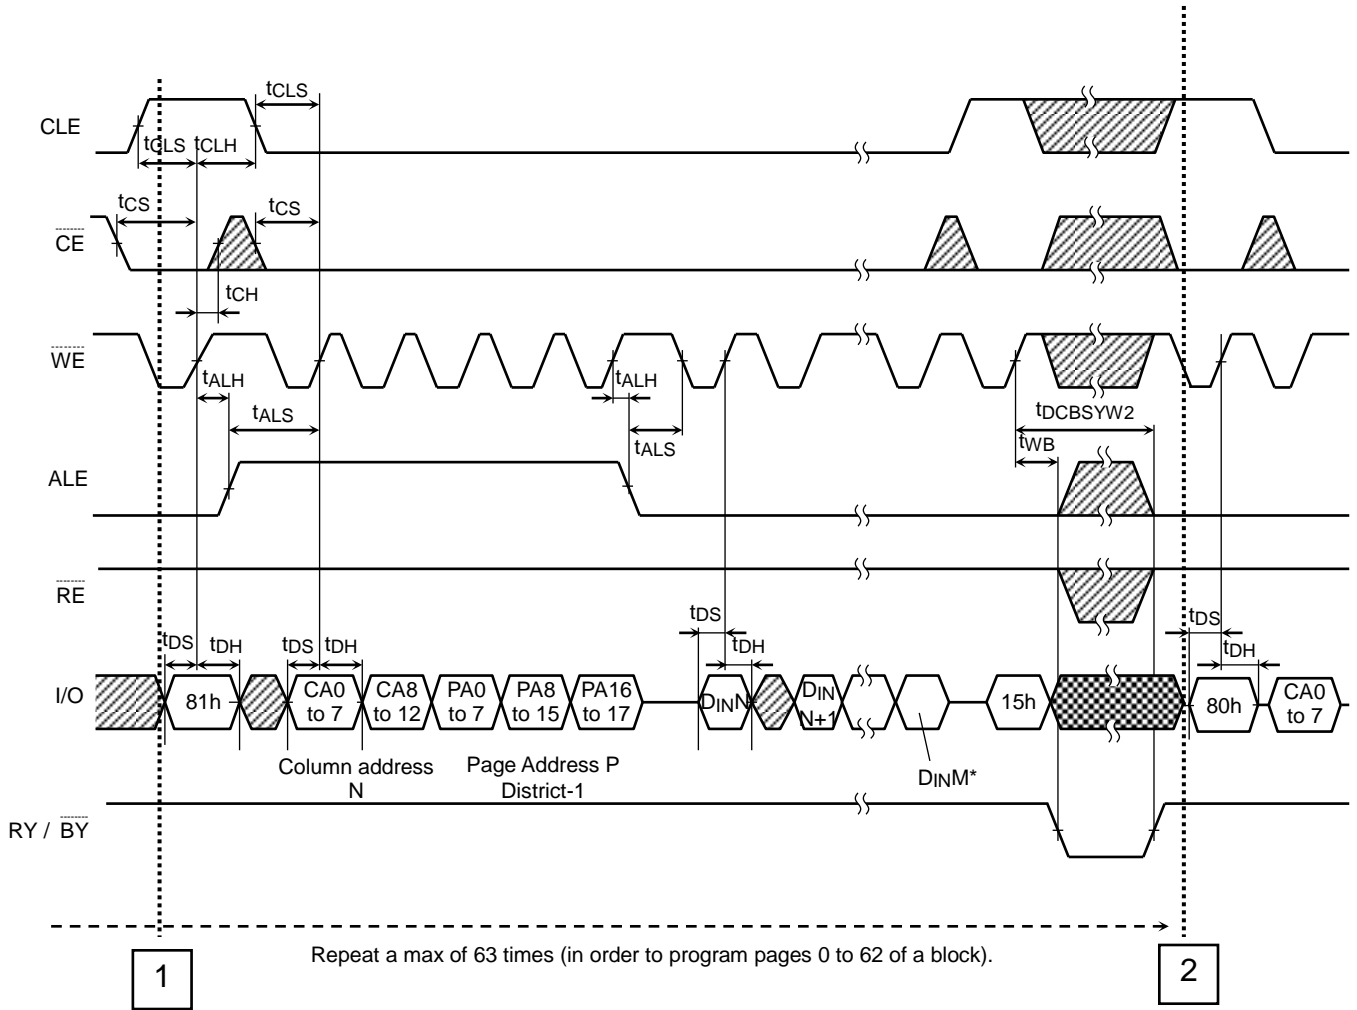 tCLS
CLE
tCLS tCLH
tCS tCS
CE
tCH
WE
tALH tALH
tALS tDCBSYW2
tALS tWB
ALE
RE
tDS tDH tDS tDH tDS tDH tDS tDH
I/O 81h CA0 to 7 CA8 to 12 PA0 to 7 PA8 to 15 PA16 to 17 DINN DIN N+1 15h 80h CA0 to 7
Column address N
Page Address P District-1
DINM*
RY / BY
Repeat a max of 63 times (in order to program pages 0 to 62 of a block).
1 2